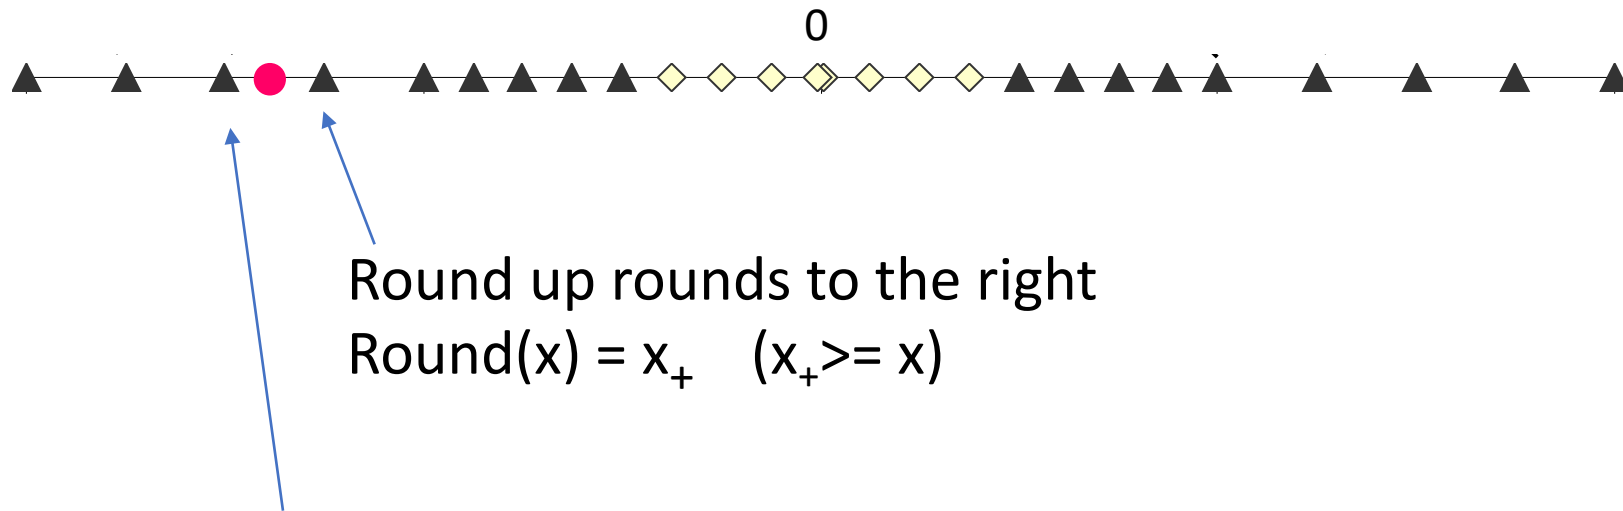 0
Round up rounds to the right
Round(x) = x₊ (x₊>= x)